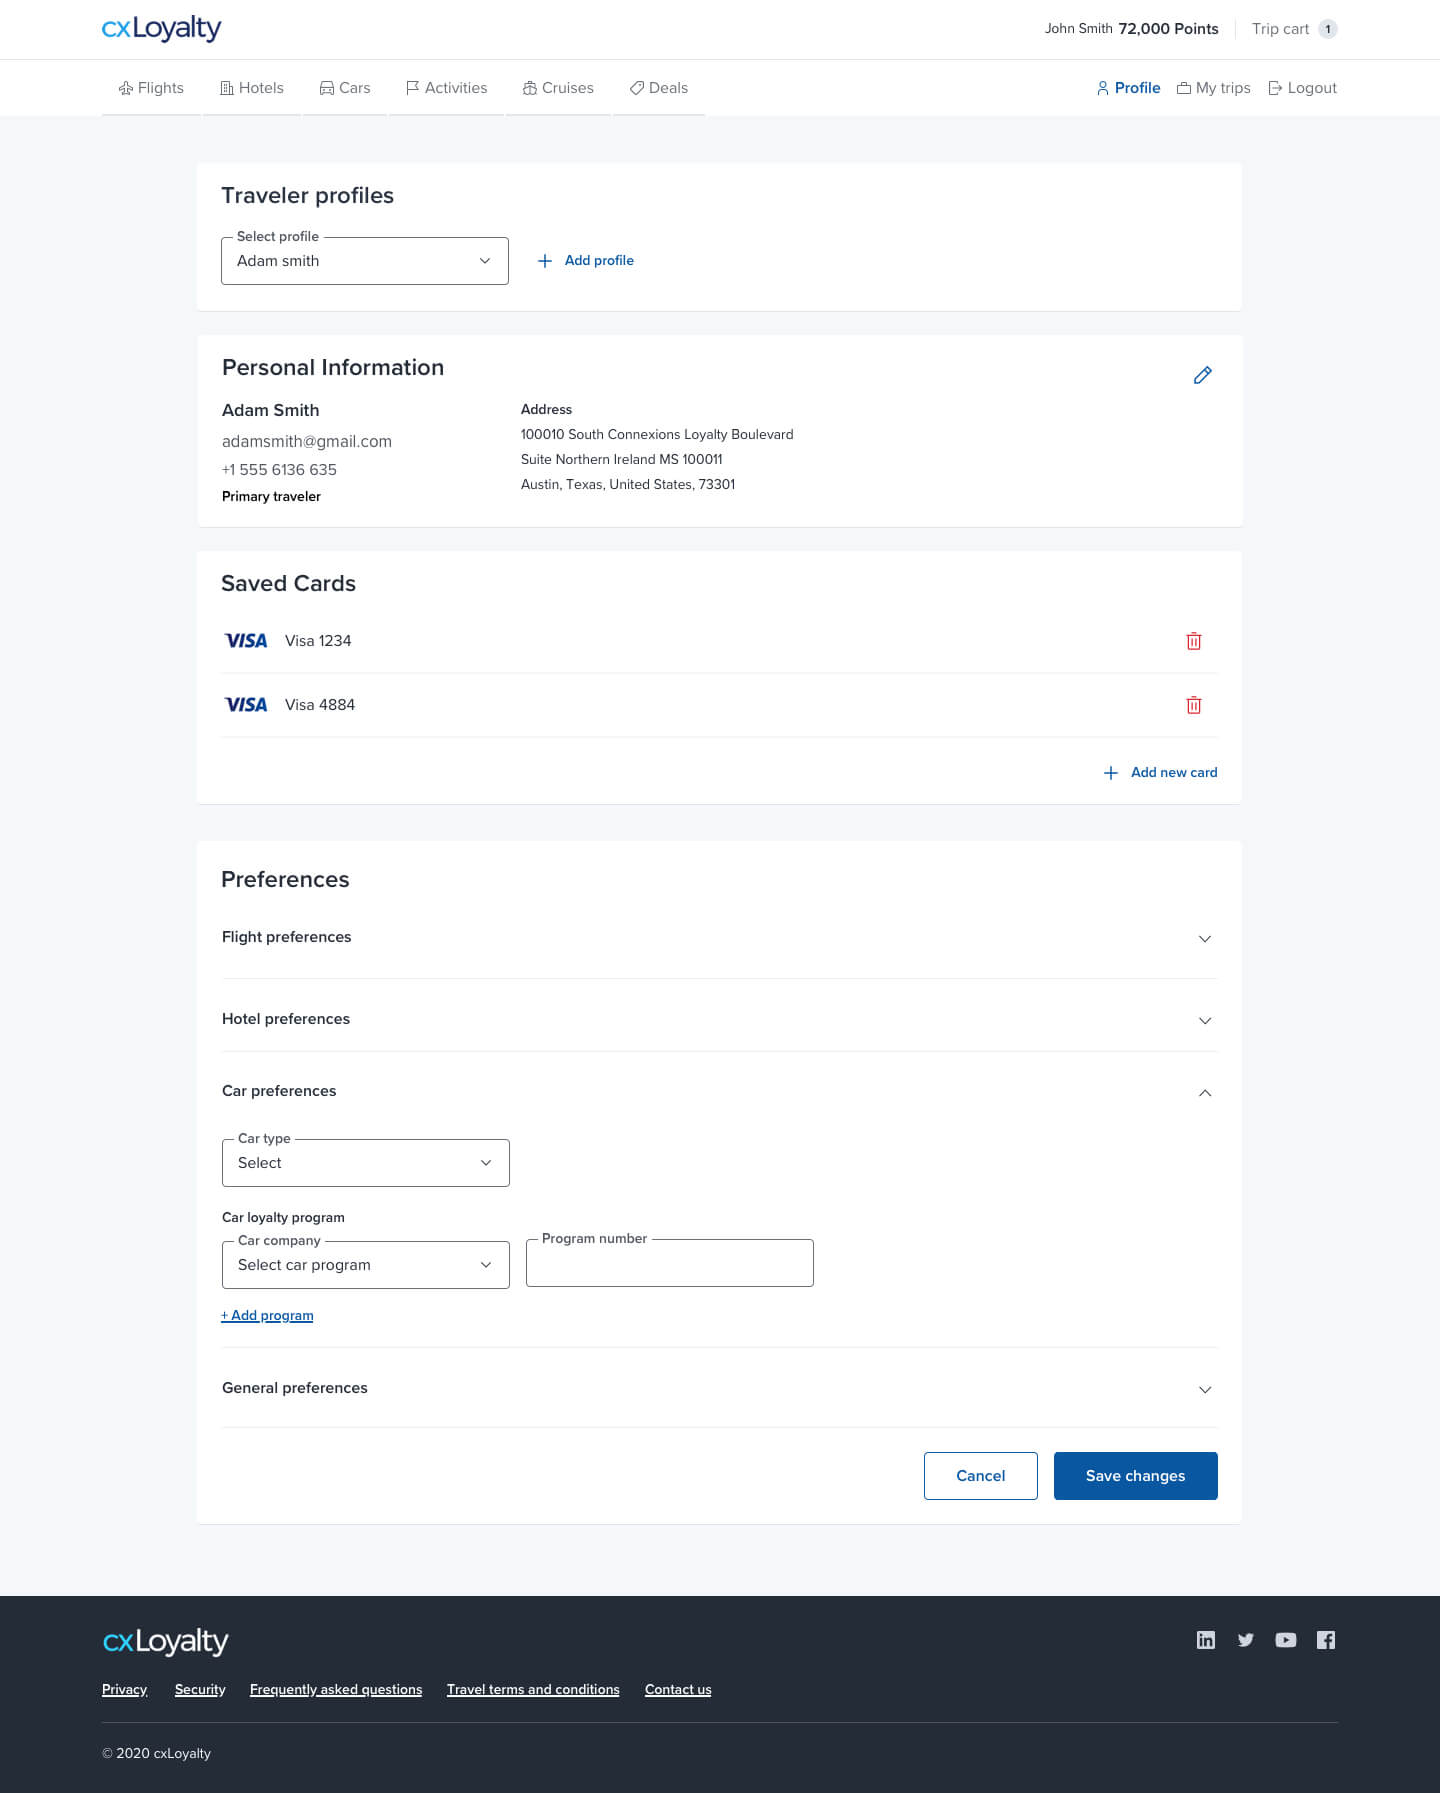 cxLoyalty
John Smith 72,000 Points
Trip cart 1
Flights
Hotels
Cars
Activities
Cruises
Deals
Profile
My trips
Logout
Traveler profiles
Select profile
Adam smith
Add profile
Personal Information
Adam Smith
adamsmith@gmail.com
+1 555 6136 635
Primary traveler
Address
100010 South Connexions Loyalty Boulevard
Suite Northern Ireland MS 100011
Austin, Texas, United States, 73301
Saved Cards
VISA Visa 1234
VISA Visa 4884
Add new card
Preferences
Flight preferences
Hotel preferences
Car preferences
Car type
Select
Car loyalty program
Car company
Select car program
Program number
+ Add program
General preferences
Cancel
Save changes
cxLoyalty
in
Privacy
Security
Frequently asked questions
Travel terms and conditions
Contact us
© 2020 cxLoyalty